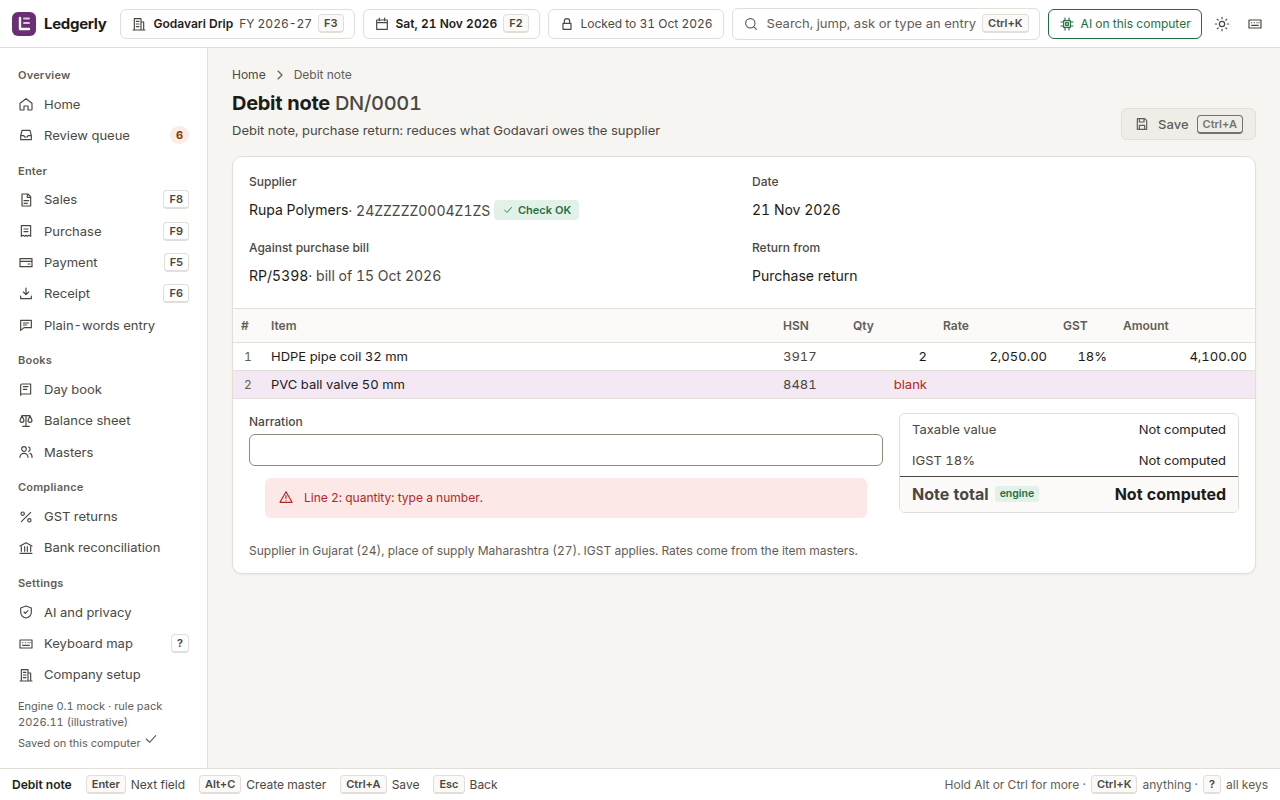 Ledgerly
Godavari Drip FY 2026-27 F3
Sat, 21 Nov 2026 F2
Locked to 31 Oct 2026
Search, jump, ask or type an entry Ctrl+K
AI on this computer
Overview
Home
Review queue 6
Enter
Sales F8
Purchase F9
Payment F5
Receipt F6
Plain-words entry
Books
Day book
Balance sheet
Masters
Compliance
GST returns
Bank reconciliation
Settings
AI and privacy
Keyboard map ?
Company setup
Engine 0.1 mock · rule pack
2026.11 (illustrative)
Saved on this computer
Home Debit note
Debit note DN/0001
Debit note, purchase return: reduces what Godavari owes the supplier
Save Ctrl+A
Supplier Date
Rupa Polymers· 24ZZZZZ0004Z1ZS Check OK 21 Nov 2026
Against purchase bill Return from
RP/5398· bill of 15 Oct 2026 Purchase return
# Item HSN Qty Rate GST Amount
1 HDPE pipe coil 32 mm 3917 2 2,050.00 18% 4,100.00
2 PVC ball valve 50 mm 8481 blank
Narration
Line 2: quantity: type a number.
Taxable value Not computed
IGST 18% Not computed
Note total engine Not computed
Supplier in Gujarat (24), place of supply Maharashtra (27). IGST applies. Rates come from the item masters.
Debit note Enter Next field Alt+C Create master Ctrl+A Save Esc Back
Hold Alt or Ctrl for more · Ctrl+K anything · ? all keys